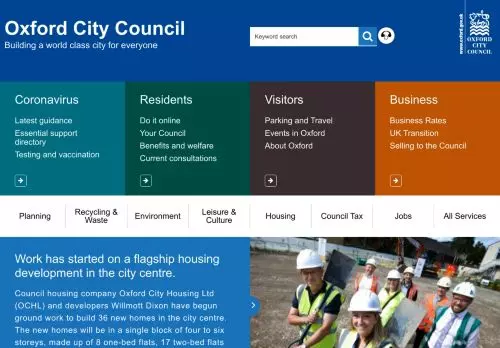 Oxford City Council
Building a world class city for everyone
Keyword search
www.oxford.gov.uk
OXFORD
CITY
COUNCIL
Coronavirus
Latest guidance
Essential support
directory
Testing and vaccination
Residents
Do it online
Your Council
Benefits and welfare
Current consultations
Visitors
Parking and Travel
Events in Oxford
About Oxford
Business
Business Rates
UK Transition
Selling to the Council
Planning
Recycling &
Waste
Environment
Leisure &
Culture
Housing
Council Tax
Jobs
All Services
Work has started on a flagship housing
development in the city centre.
Council housing company Oxford City Housing Ltd
(OCHL) and developers Willmott Dixon have begun
ground work to build 36 new homes in the city centre.
The new homes will be in a single block of four to six
storeys, made up of 8 one-bed flats, 17 two-bed flats